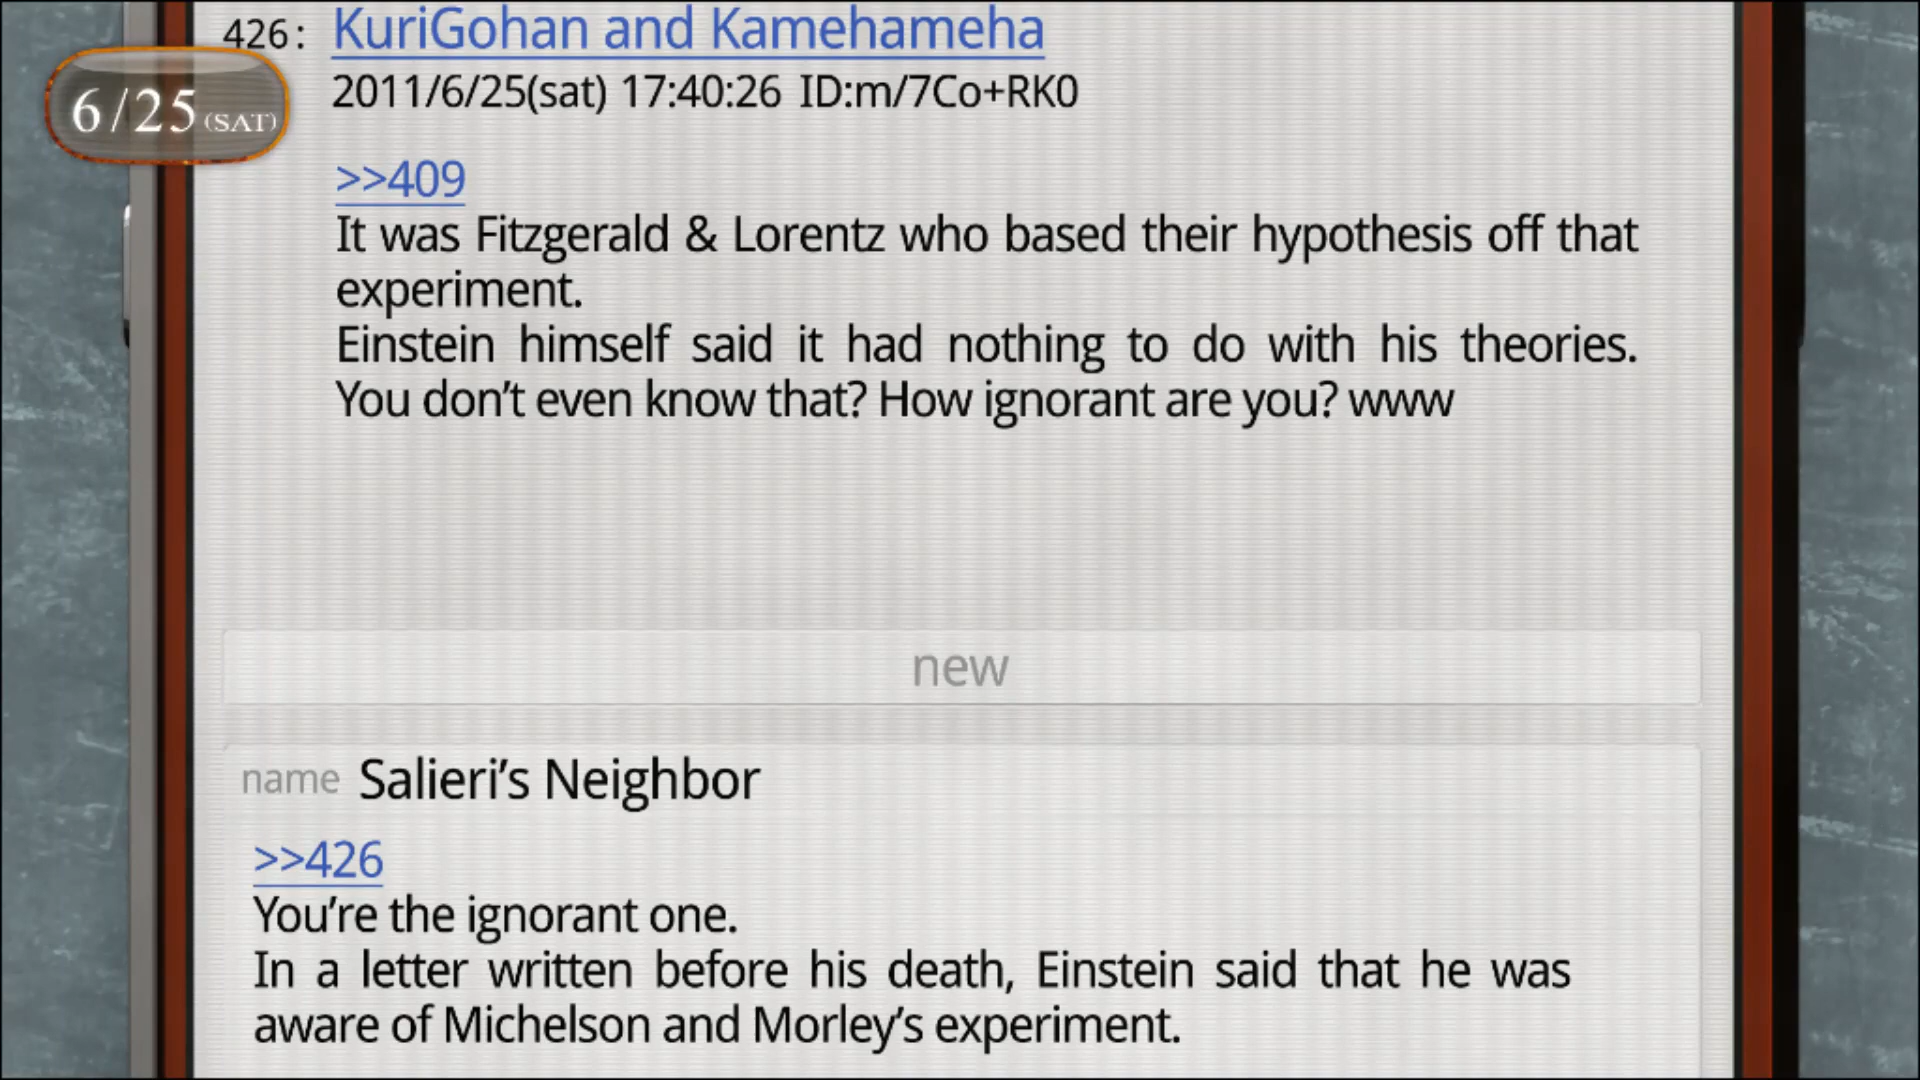 426: KuriGohan and Kamehameha
6/25(SAT)
2011/6/25(sat) 17:40:26 ID:m/7Co+RK0
>>409
It was Fitzgerald & Lorentz who based their hypothesis off that
experiment.
Einstein himself said it had nothing to do with his theories.
You don't even know that? How ignorant are you? www
new
name Salieri's Neighbor
>>426
You're the ignorant one.
In a letter written before his death, Einstein said that he was
aware of Michelson and Morley's experiment.